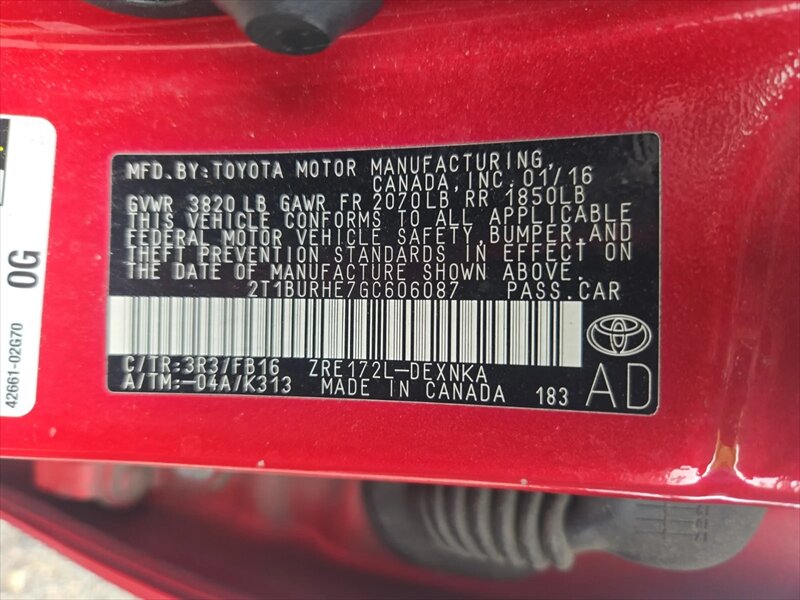 MFD.BY:TOYOTA MOTOR MANUFACTURING,
CANADA,INC. 01/16
GVWR 3820 LB GAWR FR 2070LB,RR 1850LB
THIS VEHICLE CONFORMS TO ALL APPLICABLE
FEDERAL MOTOR VEHICLE SAFETY,BUMPER,AND
THEFT PREVENTION STANDARDS IN EFFECT ON
THE DATE OF MANUFACTURE SHOWN ABOVE.
2T1BURHE7GC606087 PASS.CAR
C/TR:3R3/FB16 ZRE172L-DEXNKA
A/TM:-04A/K313 MADE IN CANADA 183
AD
0G
42661-02G70